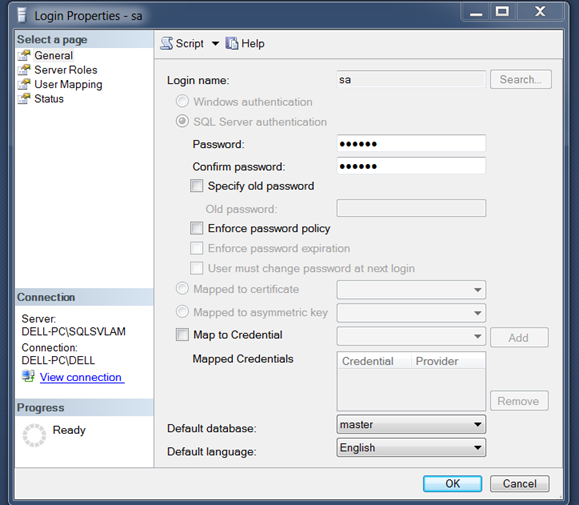 Login Properties - sa
Select a page
General
Server Roles
User Mapping
Status
Script
Help
Login name:
sa
Search...
Windows authentication
SQL Server authentication
Password:
●●●●●●
Confirm password:
●●●●●●
Specify old password
Old password:
Enforce password policy
Enforce password expiration
User must change password at next login
Mapped to certificate
Mapped to asymmetric key
Map to Credential
Add
Mapped Credentials
Credential Provider
Remove
Default database:
master
Default language:
English
Connection
Server:
DELL-PC\SQLSVLAM
Connection:
DELL-PC\DELL
View connection
Progress
Ready
OK
Cancel